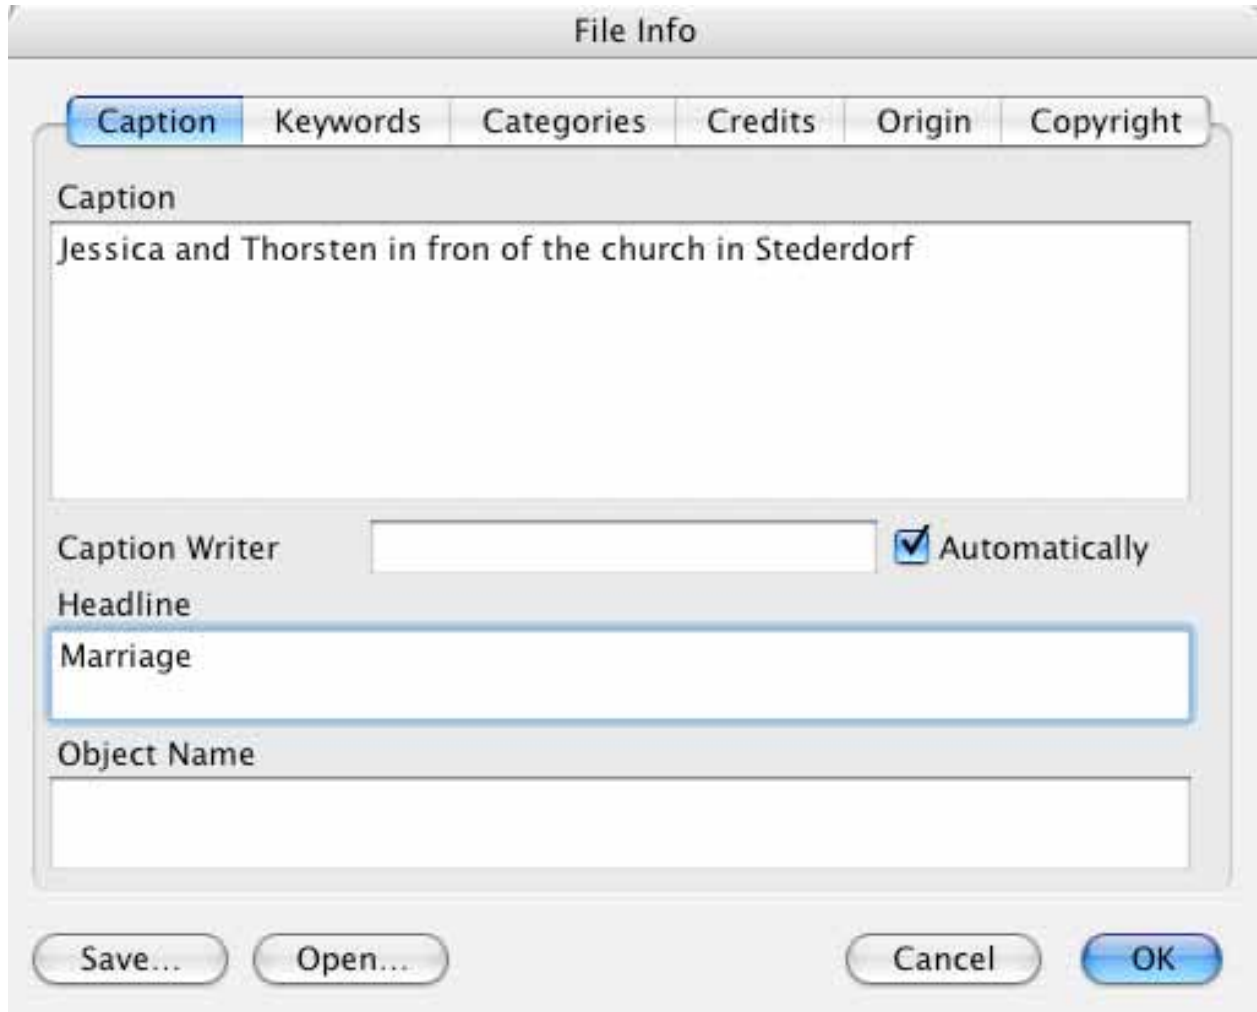 File Info
Caption Keywords Categories Credits Origin Copyright
Caption
Jessica and Thorsten in fron of the church in Stederdorf
Caption Writer Automatically
Headline
Marriage
Object Name
Save... Open... Cancel OK